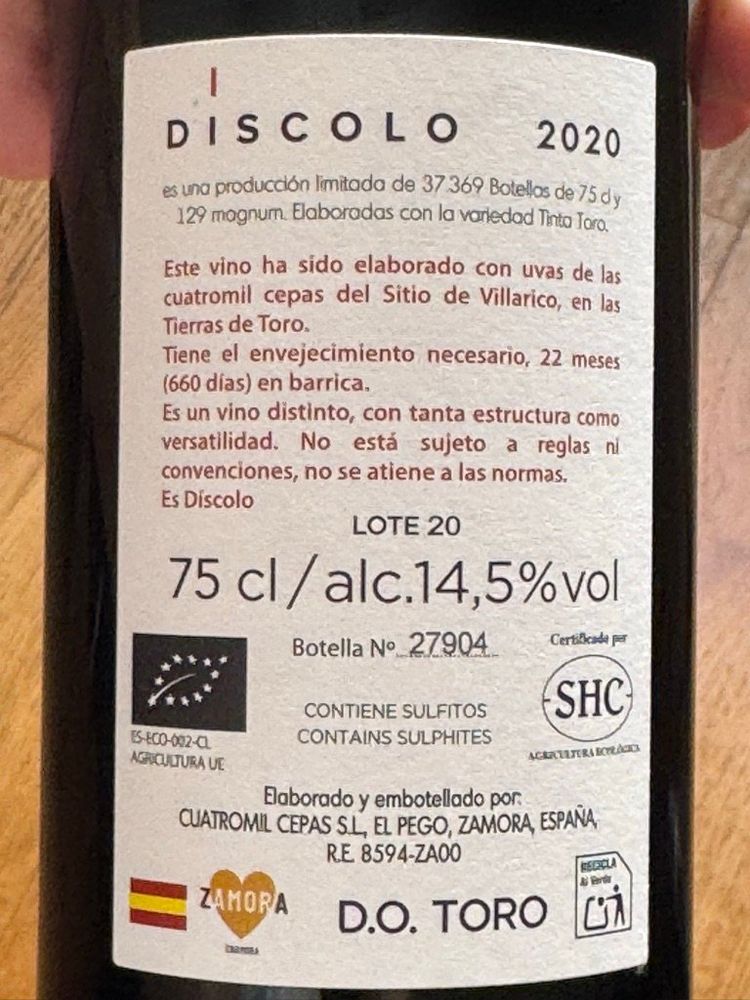 DISCOLO 2020
es una producción limitada de 37.369 Botellas de 75 cl y
129 magnum. Elaboradas con la variedad Tinta Toro.
Este vino ha sido elaborado con uvas de las
cuatromil cepas del Sitio de Villarico, en las
Tierras de Toro.
Tiene el envejecimiento necesario, 22 meses
(660 días) en barrica.
Es un vino distinto, con tanta estructura como
versatilidad. No está sujeto a reglas ni
convenciones, no se atiene a las normas.
Es Díscolo
LOTE 20
75 cl / alc.14,5% vol
Botella Nº 27904
Certificado por
SHC
AGRICULTURA ECOLÓGICA
CONTIENE SULFITOS
CONTAINS SULPHITES
ES-ECO-002-CL
AGRICULTURA UE
Elaborado y embotellado por:
CUATROMIL CEPAS S.L., EL PEGO, ZAMORA, ESPAÑA,
R.E. 8594-ZA00
ZAMORA
D.O. TORO
RECICLA
Al Verde